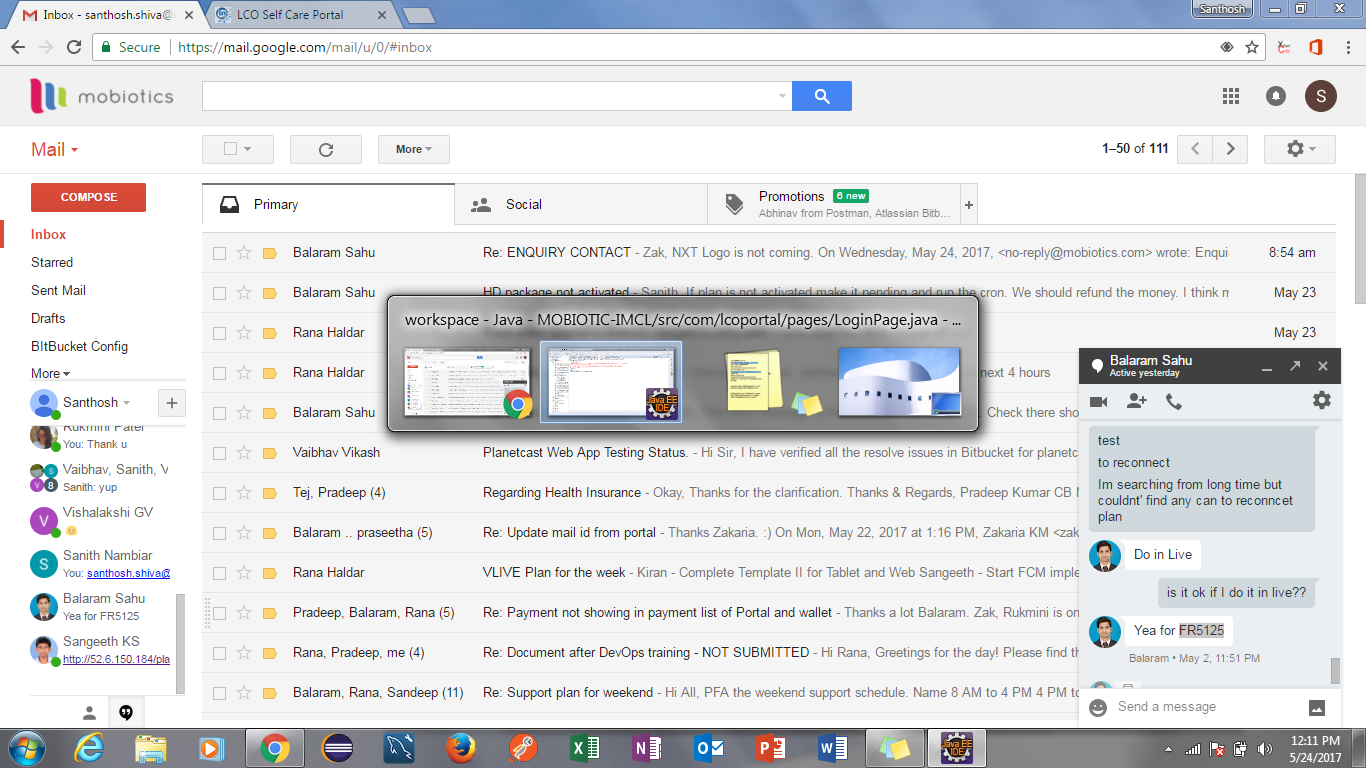 Inbox - santhosh.shiva@
LCO Self Care Portal
Santhosh
Secure
https://mail.google.com/mail/u/0/#inbox
mobiotics
S
Mail
More
1–50 of 111
COMPOSE
Primary
Social
Promotions 6 new
Abhinav from Postman, Atlassian Bitb…
Inbox
Starred
Sent Mail
Drafts
BItBucket Config
More
Balaram Sahu Re: ENQUIRY CONTACT - Zak, NXT Logo is not coming. On Wednesday, May 24, 2017, <no-reply@mobiotics.com> wrote: Enqui 8:54 am
Balaram Sahu HD package not activated - Sanith, If plan is not activated make it pending and run the cron. We should refund the money. I think m May 23
Rana Haldar May 23
Rana Haldar next 4 hours
Balaram Sahu Check there sho
Vaibhav Vikash Planetcast Web App Testing Status. - Hi Sir, I have verified all the resolve issues in Bitbucket for planetc
Tej, Pradeep (4) Regarding Health Insurance - Okay, Thanks for the clarification. Thanks & Regards, Pradeep Kumar CB
Balaram .. praseetha (5) Re: Update mail id from portal - Thanks Zakaria. :) On Mon, May 22, 2017 at 1:16 PM, Zakaria KM <zak
Rana Haldar VLIVE Plan for the week - Kiran - Complete Template II for Tablet and Web Sangeeth - Start FCM imple
Pradeep, Balaram, Rana (5) Re: Payment not showing in payment list of Portal and wallet - Thanks a lot Balaram. Zak, Rukmini is on
Rana, Pradeep, me (4) Re: Document after DevOps training - NOT SUBMITTED - Hi Rana, Greetings for the day! Please find th
Balaram, Rana, Sandeep (11) Re: Support plan for weekend - Hi All, PFA the weekend support schedule. Name 8 AM to 4 PM 4 PM to
workspace - Java - MOBIOTIC-IMCL/src/com/lcoportal/pages/LoginPage.java - ...
Java EE
IDE
Santhosh
Rukmini Patel
You: Thank u
Vaibhav, Sanith, V
Sanith: yup
S
V
8
Vishalakshi GV
V
Sanith Nambiar
S
You: santhosh.shiva@
Balaram Sahu
Yea for FR5125
Sangeeth KS
http://52.6.150.184/pla
Balaram Sahu
Active yesterday
test
to reconnect
Im searching from long time but
couldnt' find any can to reconncet
plan
Do in Live
is it ok if I do it in live??
Yea for FR5125
Balaram • May 2, 11:51 PM
Send a message
Java EE
IDE
12:11 PM
5/24/2017